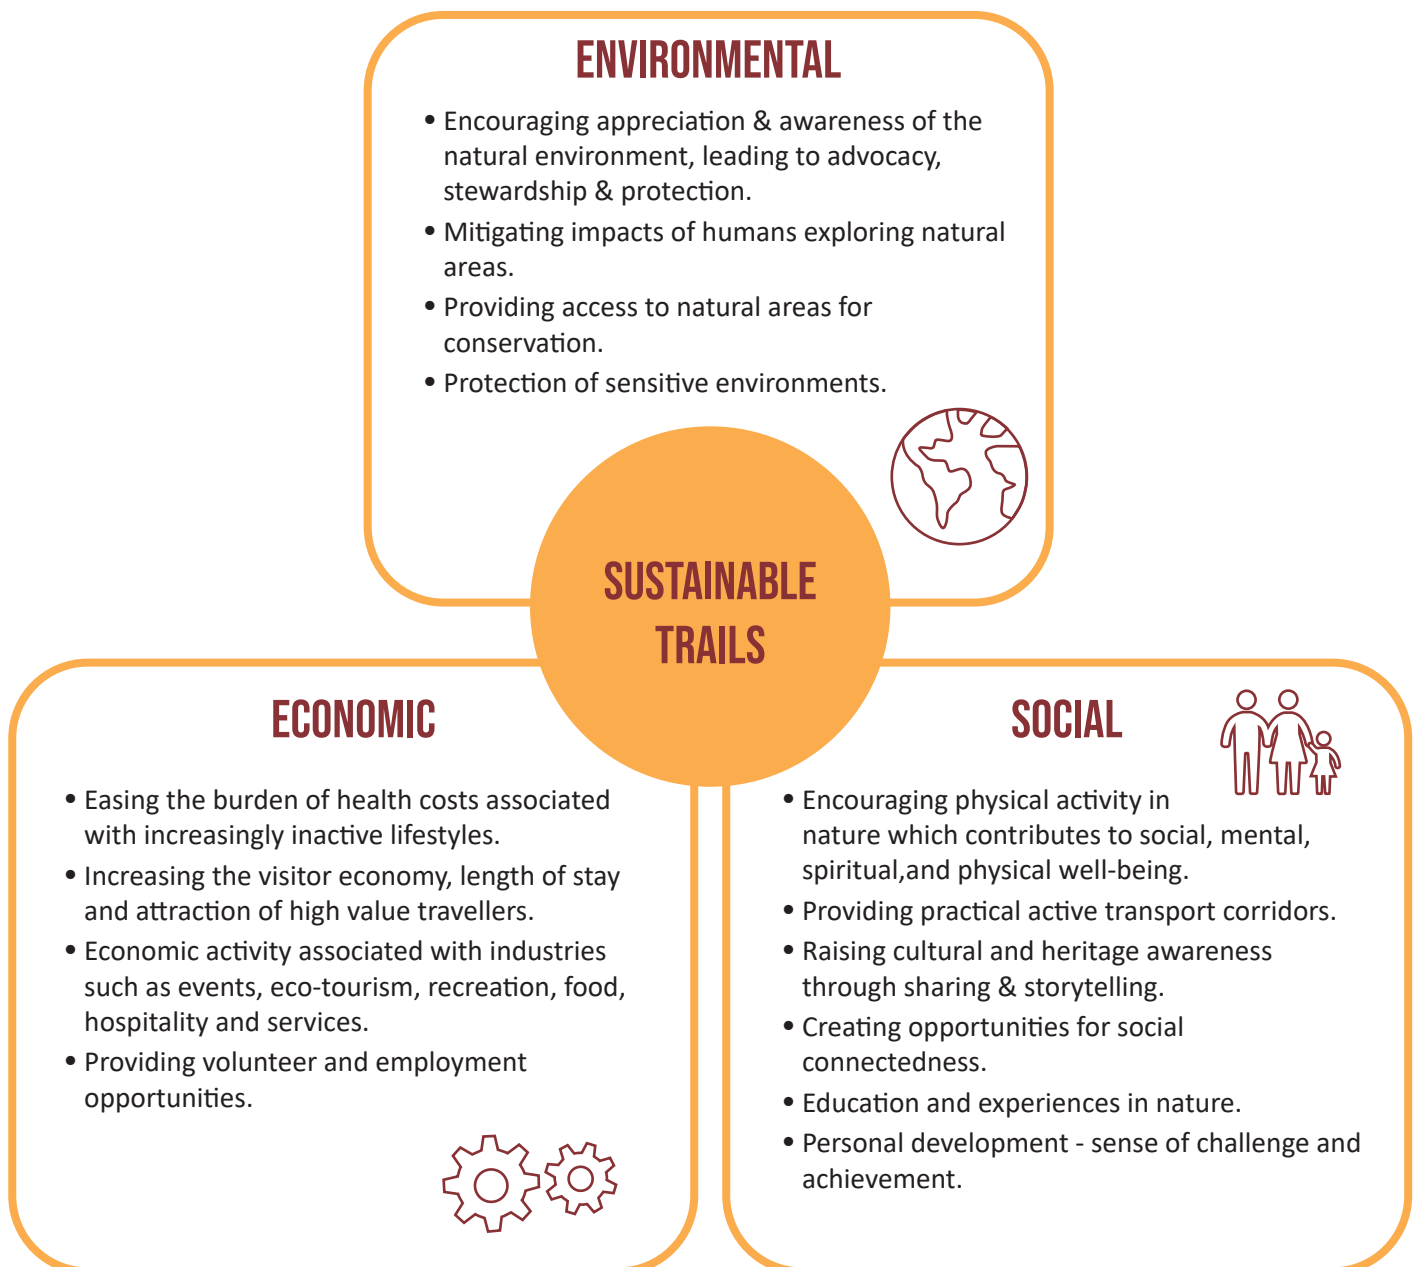 ENVIRONMENTAL
• Encouraging appreciation & awareness of the
natural environment, leading to advocacy,
stewardship & protection.
• Mitigating impacts of humans exploring natural
areas.
• Providing access to natural areas for
conservation.
• Protection of sensitive environments.
SUSTAINABLE
TRAILS
ECONOMIC
• Easing the burden of health costs associated
with increasingly inactive lifestyles.
• Increasing the visitor economy, length of stay
and attraction of high value travellers.
• Economic activity associated with industries
such as events, eco-tourism, recreation, food,
hospitality and services.
• Providing volunteer and employment
opportunities.
SOCIAL
• Encouraging physical activity in
nature which contributes to social, mental,
spiritual,and physical well-being.
• Providing practical active transport corridors.
• Raising cultural and heritage awareness
through sharing & storytelling.
• Creating opportunities for social
connectedness.
• Education and experiences in nature.
• Personal development - sense of challenge and
achievement.